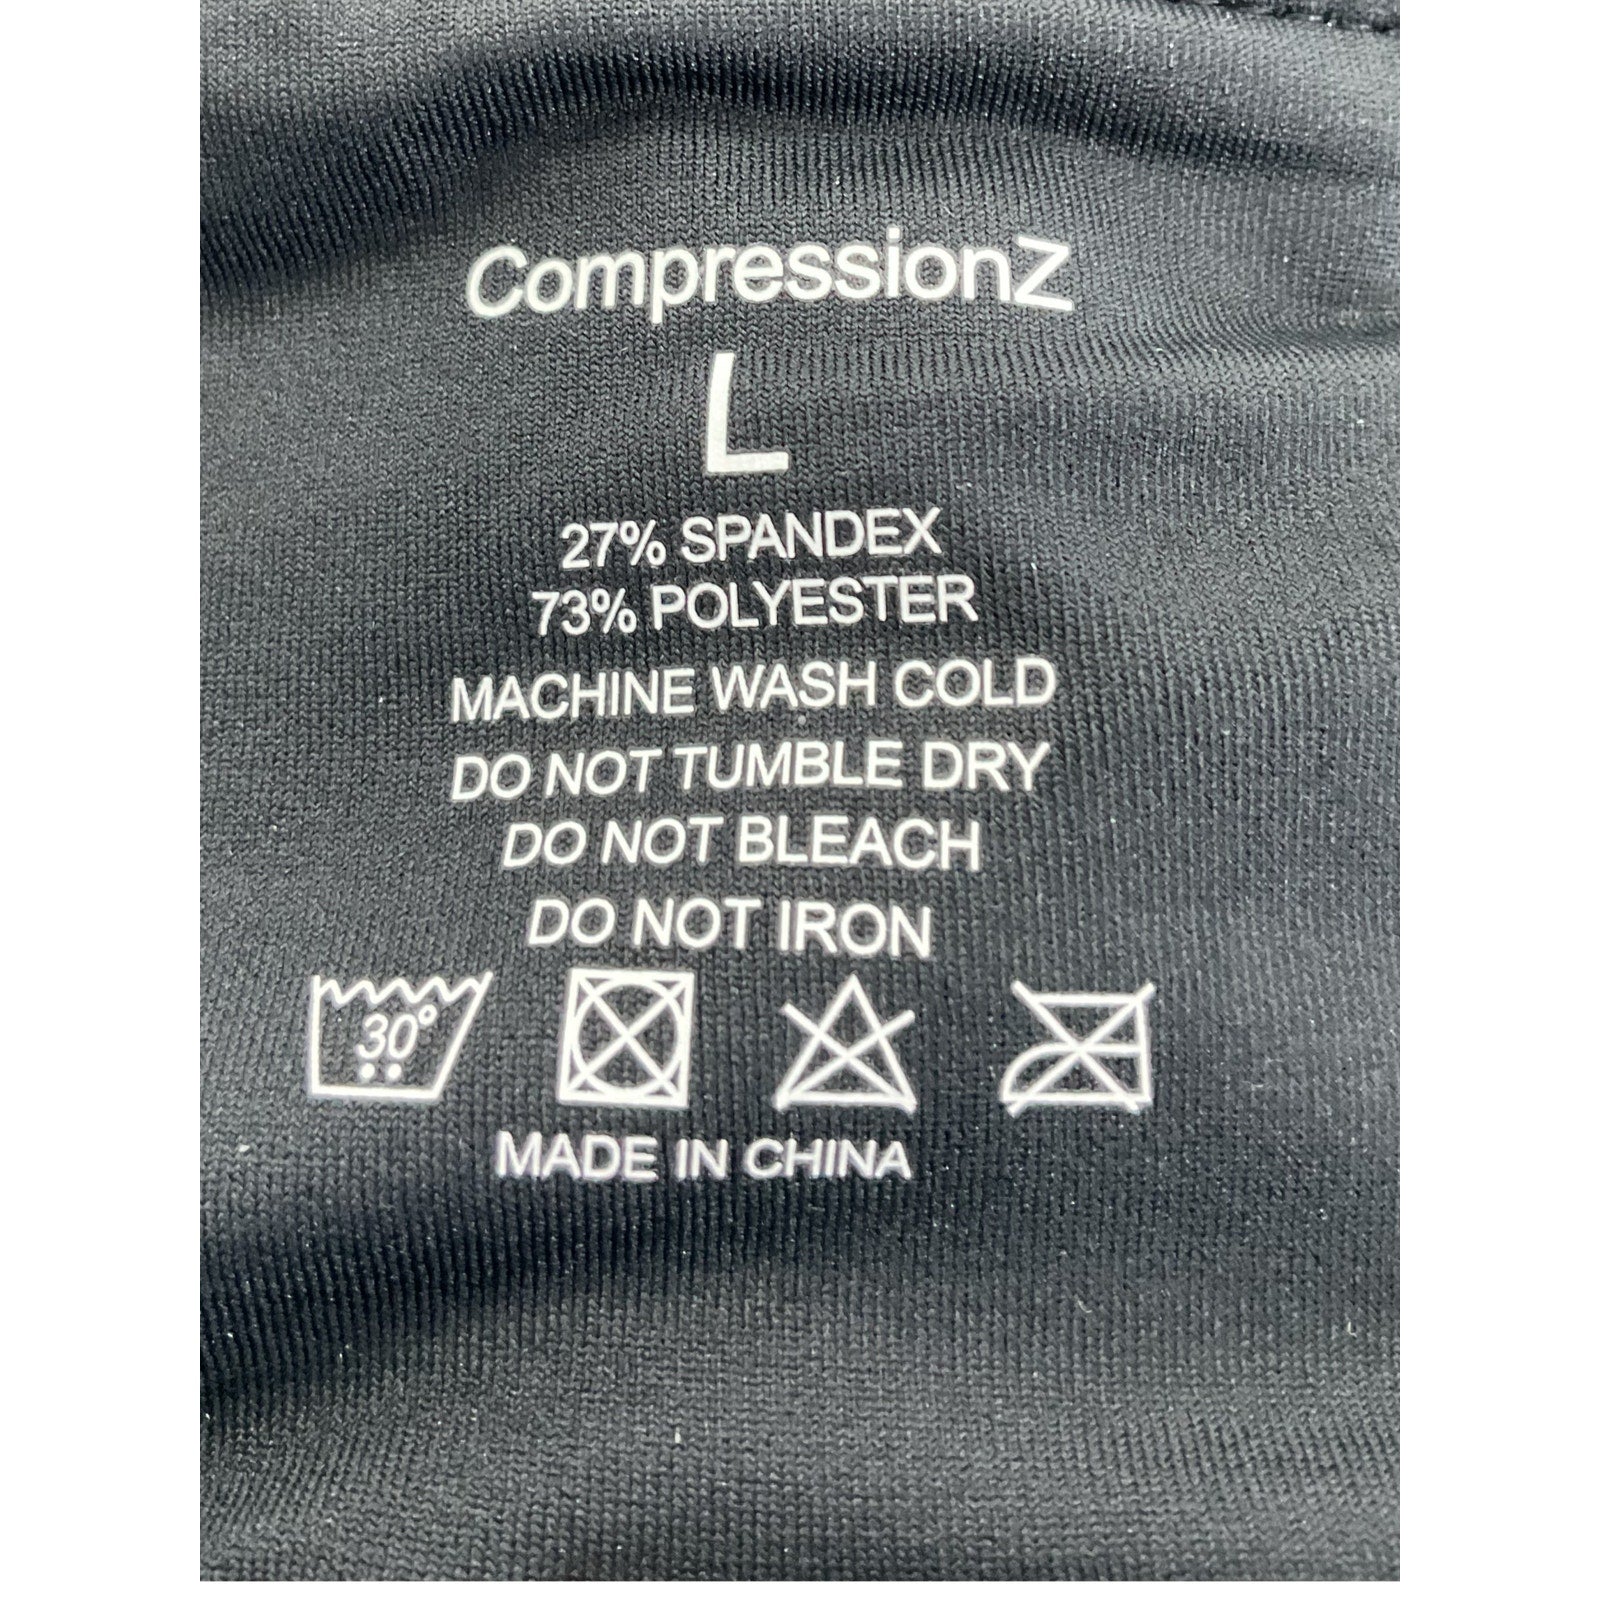 CompressionZ
L
27% SPANDEX
73% POLYESTER
MACHINE WASH COLD
DO NOT TUMBLE DRY
DO NOT BLEACH
DO NOT IRON
30°
MADE IN CHINA